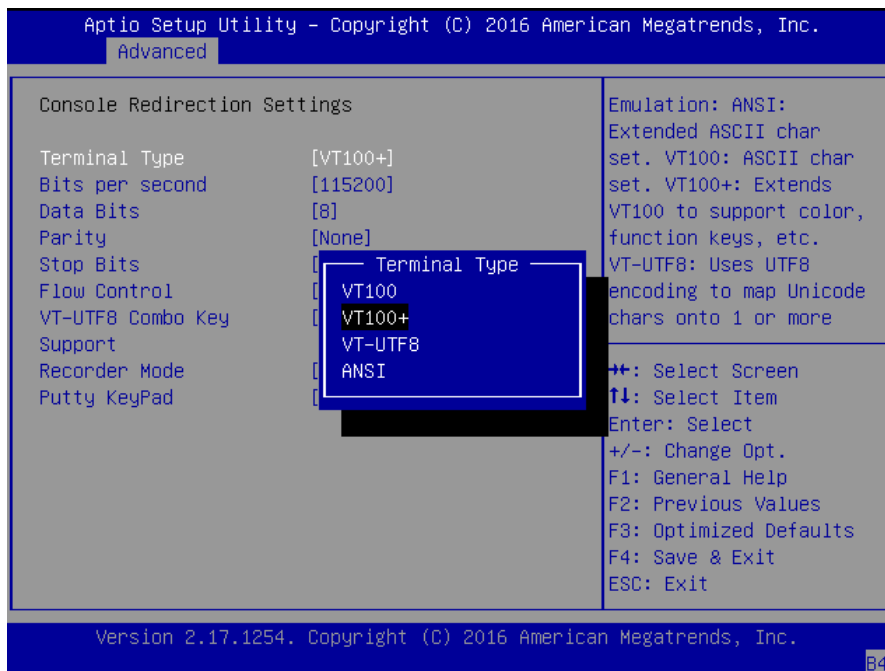 Aptio Setup Utility – Copyright (C) 2016 American Megatrends, Inc.
Advanced
Console Redirection Settings
Terminal Type [VT100+]
Bits per second [115200]
Data Bits [8]
Parity [None]
Stop Bits [
Flow Control [
VT-UTF8 Combo Key [
Support
Recorder Mode [
Putty KeyPad [
Terminal Type
VT100
VT100+
VT-UTF8
ANSI
Emulation: ANSI:
Extended ASCII char
set. VT100: ASCII char
set. VT100+: Extends
VT100 to support color,
function keys, etc.
VT-UTF8: Uses UTF8
encoding to map Unicode
chars onto 1 or more
→←: Select Screen
↑↓: Select Item
Enter: Select
+/-: Change Opt.
F1: General Help
F2: Previous Values
F3: Optimized Defaults
F4: Save & Exit
ESC: Exit
Version 2.17.1254. Copyright (C) 2016 American Megatrends, Inc.
B4